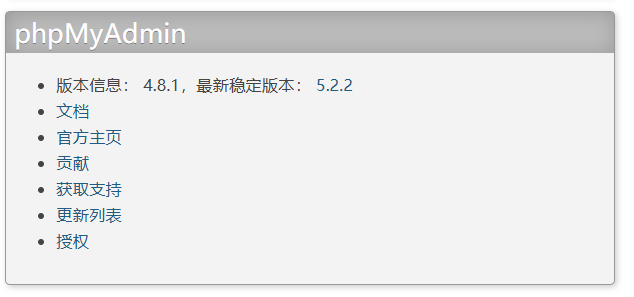 phpMyAdmin
版本信息： 4.8.1，最新稳定版本： 5.2.2
文档
官方主页
贡献
获取支持
更新列表
授权